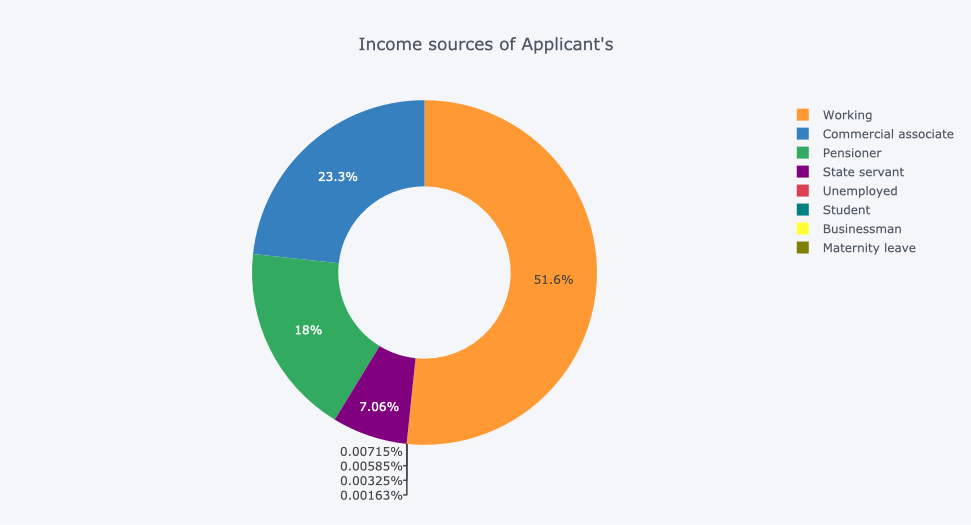 Income sources of Applicant's
Working
Commercial associate
Pensioner
State servant
Unemployed
Student
Businessman
Maternity leave
23.3%
51.6%
18%
7.06%
0.00715%
0.00585%
0.00325%
0.00163%